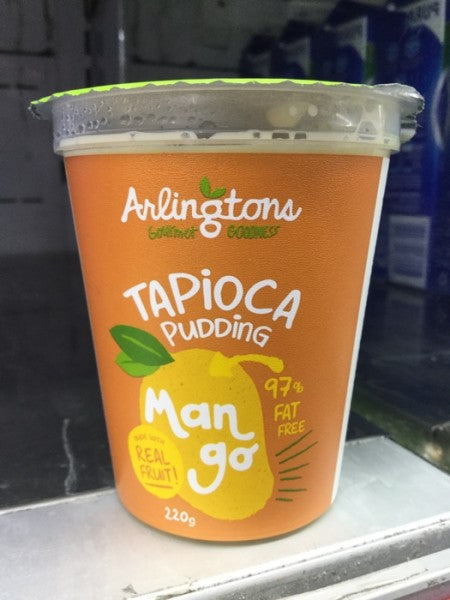 Arlingtons
Gourmet GOODNESS
TAPiOCA
PUDDiNG
Man
go
97%
FAT
FREE
MADE WITH
REAL
FRUIT!
220g